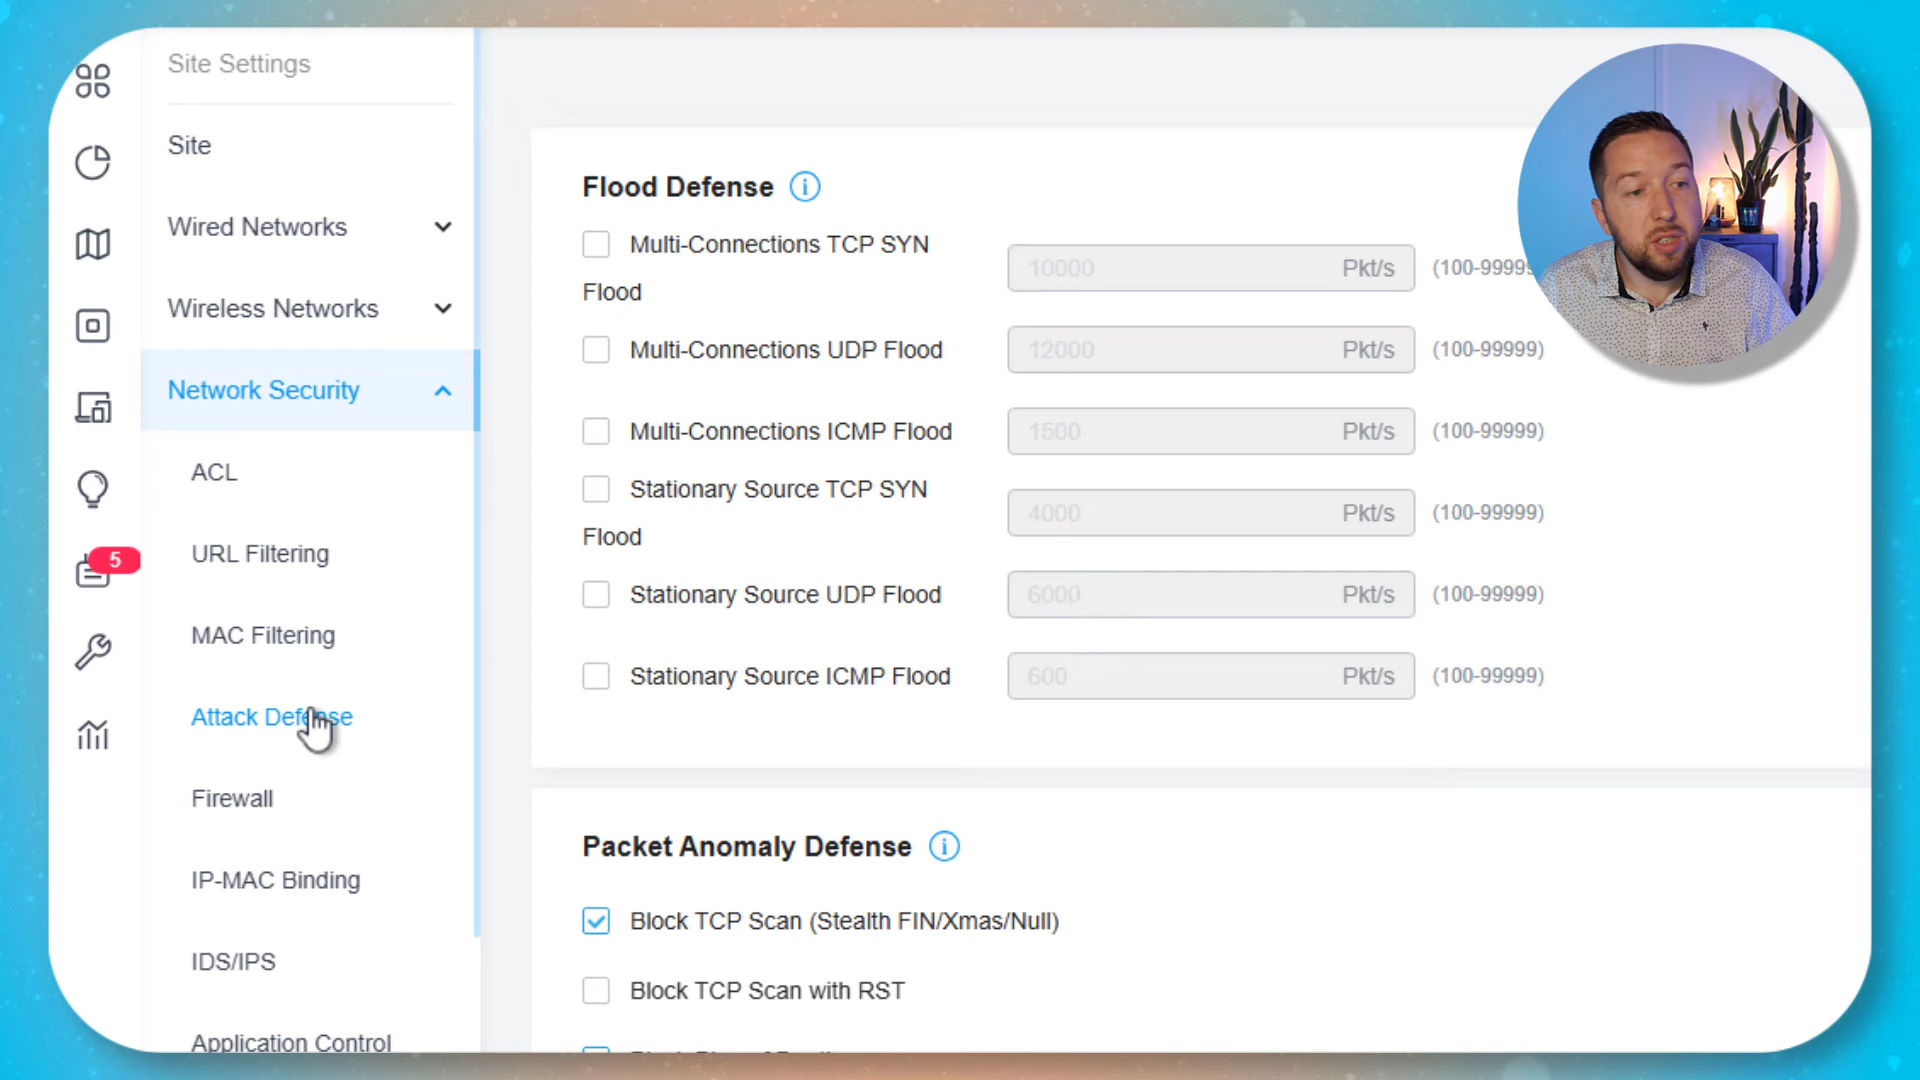 Site Settings
Site
Wired Networks
Wireless Networks
Network Security
ACL
URL Filtering
5
MAC Filtering
Attack Defense
Firewall
IP-MAC Binding
IDS/IPS
Application Control
Flood Defense
Multi-Connections TCP SYN
Flood
10000 Pkt/s
Multi-Connections UDP Flood 12000 Pkt/s (100-99999)
Multi-Connections ICMP Flood 1500 Pkt/s (100-99999)
Stationary Source TCP SYN
Flood
4000 Pkt/s (100-99999)
Stationary Source UDP Flood 6000 Pkt/s (100-99999)
Stationary Source ICMP Flood 600 Pkt/s (100-99999)
Packet Anomaly Defense
Block TCP Scan (Stealth FIN/Xmas/Null)
Block TCP Scan with RST